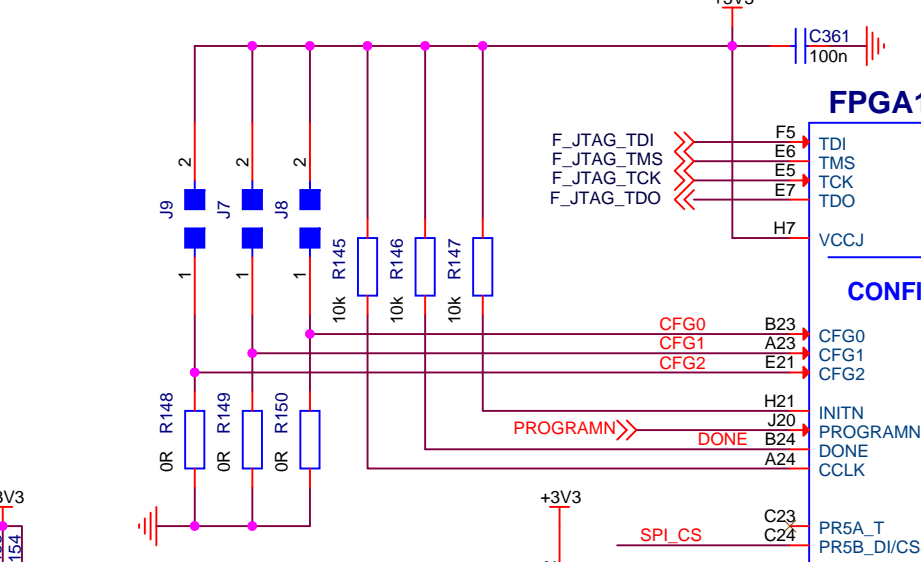 +3V3
C361
100n
FPGA1
F_JTAG_TDI
F5
TDI
F_JTAG_TMS
E6
TMS
F_JTAG_TCK
E5
TCK
F_JTAG_TDO
E7
TDO
2
2
2
J9
J7
J8
H7
VCCJ
1
1
1
R145
R146
R147
10k
10k
10k
CONFI
CFG0
B23
CFG0
CFG1
A23
CFG1
CFG2
E21
CFG2
R148
R149
R150
0R
0R
0R
H21
INITN
PROGRAMN
J20
PROGRAMN
DONE
B24
DONE
A24
CCLK
3V3
154
+3V3
C23
PR5A_T
SPI_CS
C24
PR5B_DI/CS